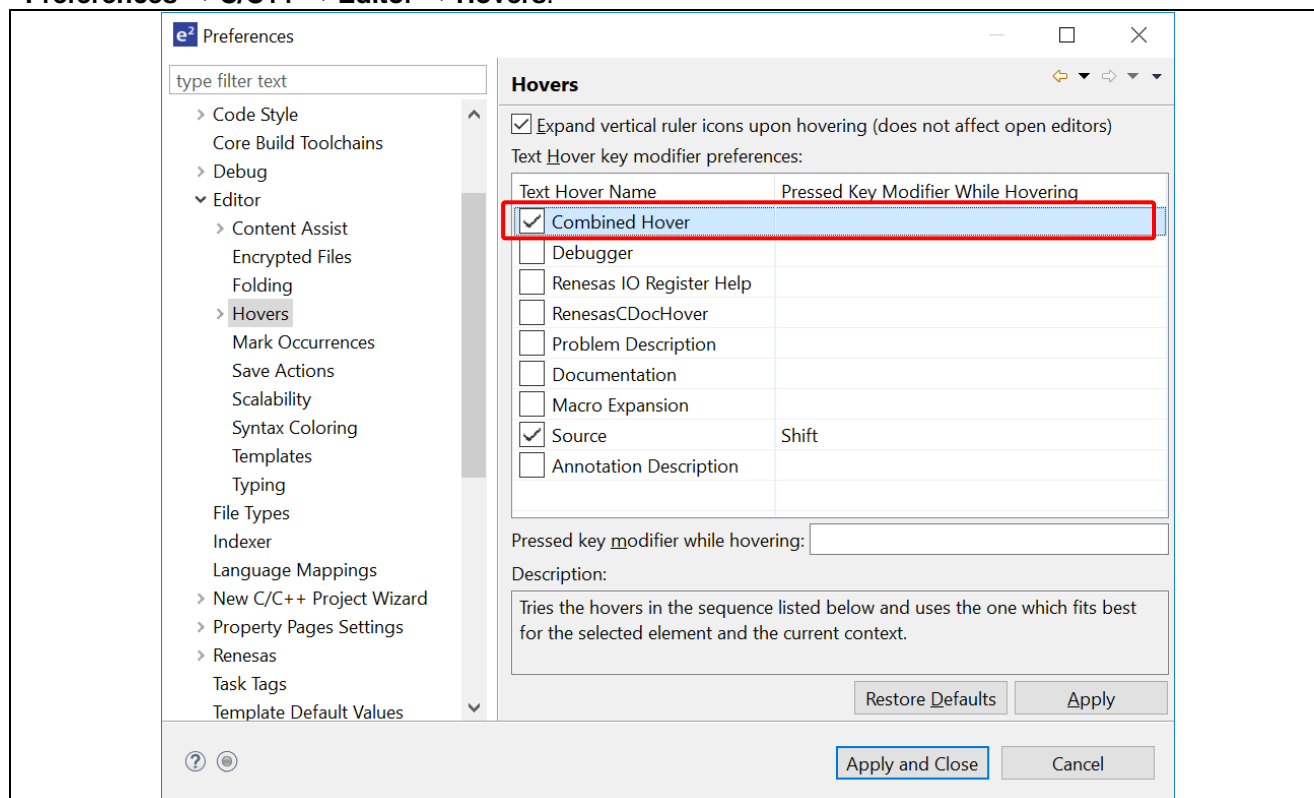 Preferences → C/C++ → Editor → Hovers.
e² Preferences
type filter text
Code Style
Core Build Toolchains
Debug
Editor
Content Assist
Encrypted Files
Folding
Hovers
Mark Occurrences
Save Actions
Scalability
Syntax Coloring
Templates
Typing
File Types
Indexer
Language Mappings
New C/C++ Project Wizard
Property Pages Settings
Renesas
Task Tags
Template Default Values
Hovers
Expand vertical ruler icons upon hovering (does not affect open editors)
Text Hover key modifier preferences:
Text Hover Name Pressed Key Modifier While Hovering
Combined Hover
Debugger
Renesas IO Register Help
RenesasCDocHover
Problem Description
Documentation
Macro Expansion
Source Shift
Annotation Description
Pressed key modifier while hovering:
Description:
Tries the hovers in the sequence listed below and uses the one which fits best
for the selected element and the current context.
Restore Defaults Apply
? Apply and Close Cancel